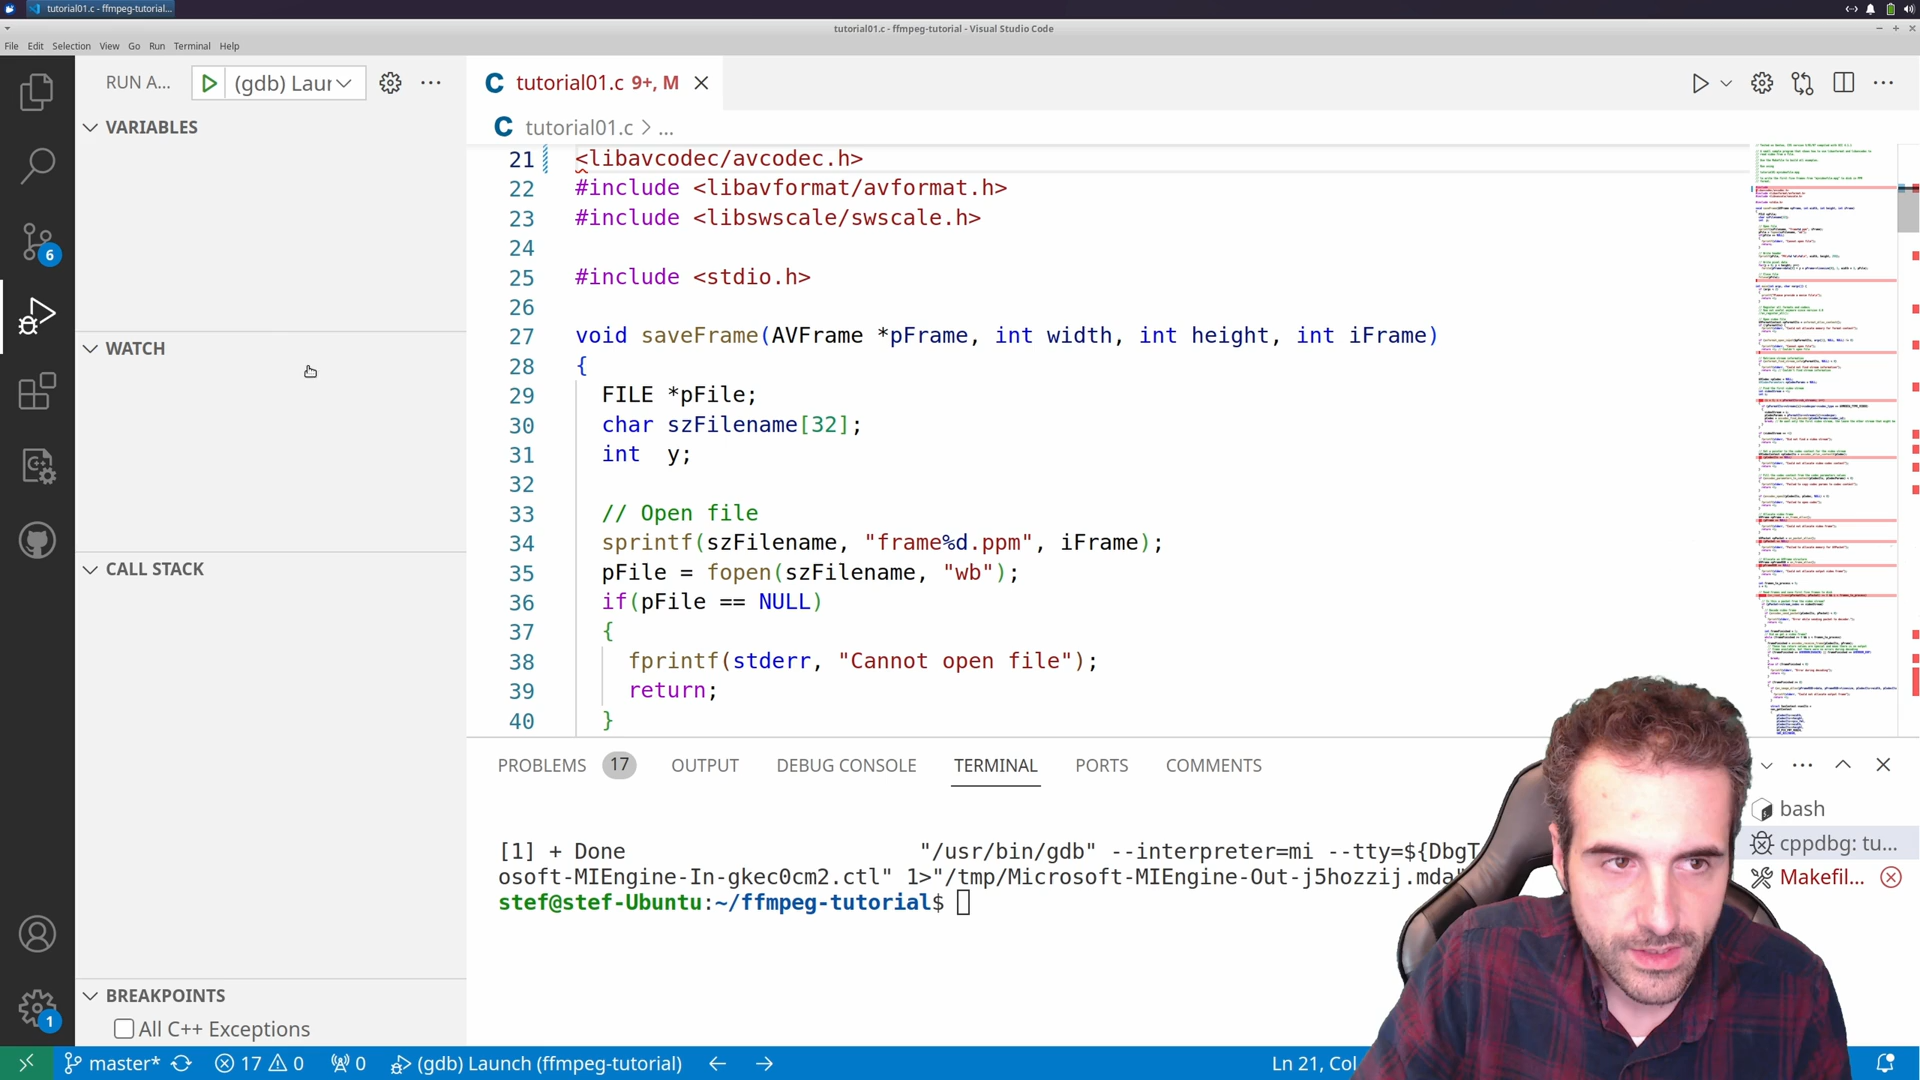 tutorial01.c - ffmpeg-tutorial...
tutorial01.c - ffmpeg-tutorial - Visual Studio Code
File Edit Selection View Go Run Terminal Help
RUN A... (gdb) Laur
tutorial01.c 9+, M
VARIABLES
tutorial01.c > ...
21 <libavcodec/avcodec.h>
22 #include <libavformat/avformat.h>
23 #include <libswscale/swscale.h>
24
25 #include <stdio.h>
26
27 void saveFrame(AVFrame *pFrame, int width, int height, int iFrame)
28 {
29 FILE *pFile;
30 char szFilename[32];
31 int y;
32
33 // Open file
34 sprintf(szFilename, "frame%d.ppm", iFrame);
35 pFile = fopen(szFilename, "wb");
36 if(pFile == NULL)
37 {
38 fprintf(stderr, "Cannot open file");
39 return;
40 }
6
WATCH
CALL STACK
BREAKPOINTS
All C++ Exceptions
1
PROBLEMS 17 OUTPUT DEBUG CONSOLE TERMINAL PORTS COMMENTS
[1] + Done "/usr/bin/gdb" --interpreter=mi --tty=${DbgT
osoft-MIEngine-In-gkec0cm2.ctl" 1>"/tmp/Microsoft-MIEngine-Out-j5hozzij.mda"
stef@stef-Ubuntu:~/ffmpeg-tutorial$
bash
cppdbg: tu...
Makefil...
master* 17 0 0 (gdb) Launch (ffmpeg-tutorial) Ln 21, Col